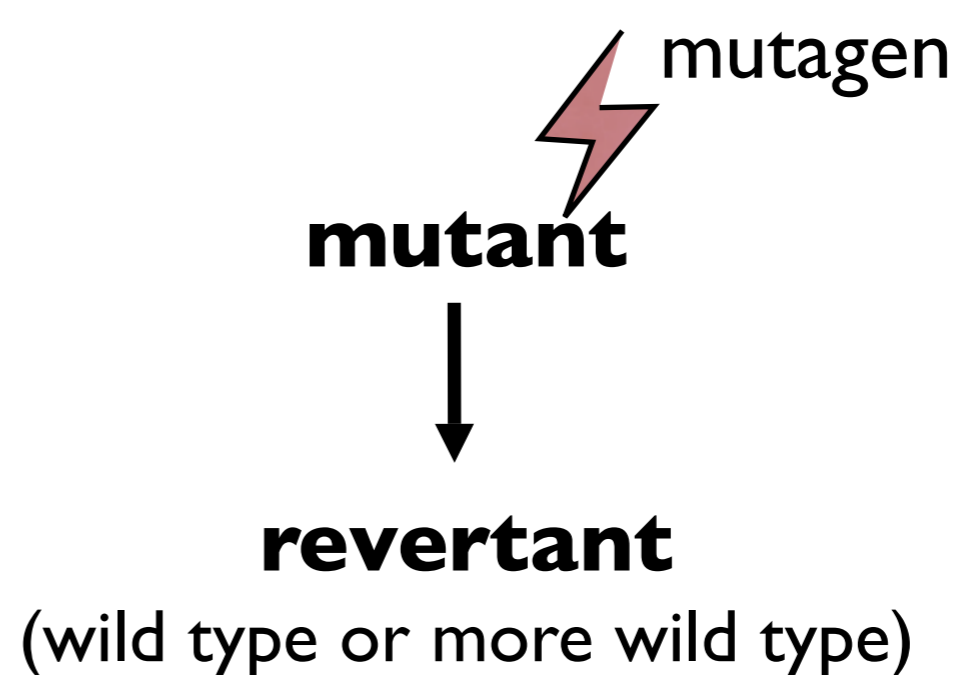 mutagen
mutant
revertant
(wild type or more wild type)